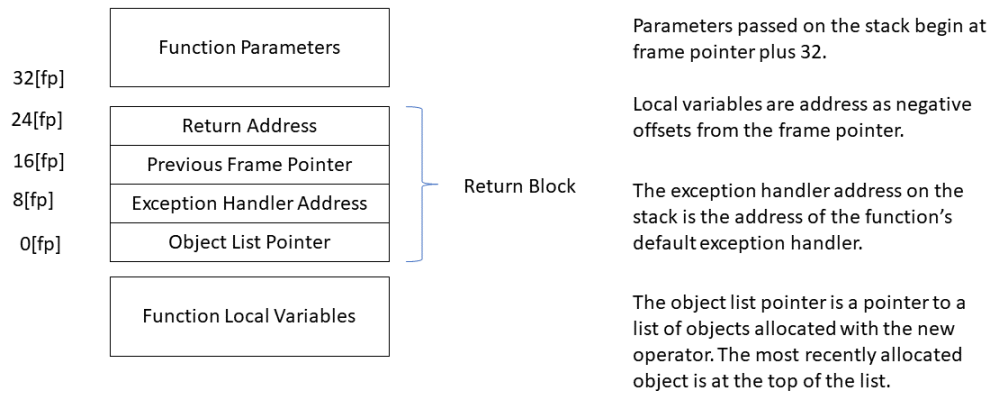 Function Parameters
32[fp]
24[fp]
Return Address
16[fp]
Previous Frame Pointer
8[fp]
Exception Handler Address
0[fp]
Object List Pointer
Return Block
Function Local Variables
Parameters passed on the stack begin at
frame pointer plus 32.
Local variables are address as negative
offsets from the frame pointer.
The exception handler address on the
stack is the address of the function’s
default exception handler.
The object list pointer is a pointer to a
list of objects allocated with the new
operator. The most recently allocated
object is at the top of the list.